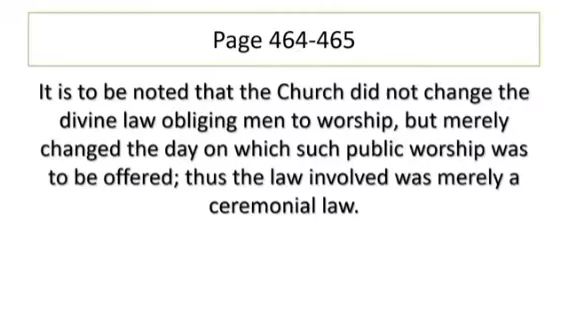 Page 464-465
It is to be noted that the Church did not change the
divine law obliging men to worship, but merely
changed the day on which such public worship was
to be offered; thus the law involved was merely a
ceremonial law.